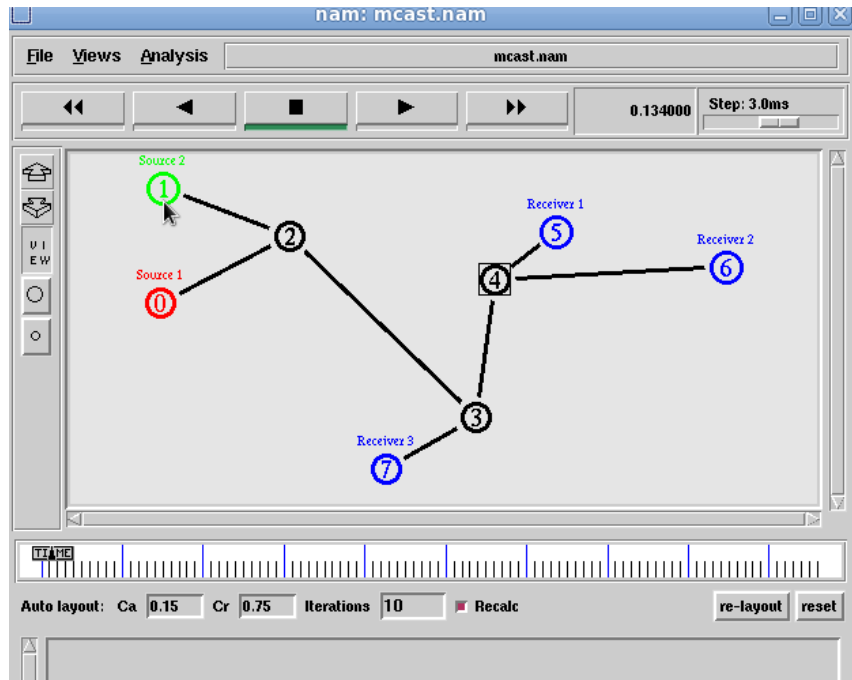 nam: mcast.nam
File Views Analysis mcast.nam
0.134000 Step: 3.0ms
Source 2
1
Receiver 1
5
VI
EW
2
Receiver 2
6
Source 1
0
4
3
Receiver 3
7
TIME
Auto layout: Ca 0.15 Cr 0.75 Iterations 10 Recalc re-layout reset